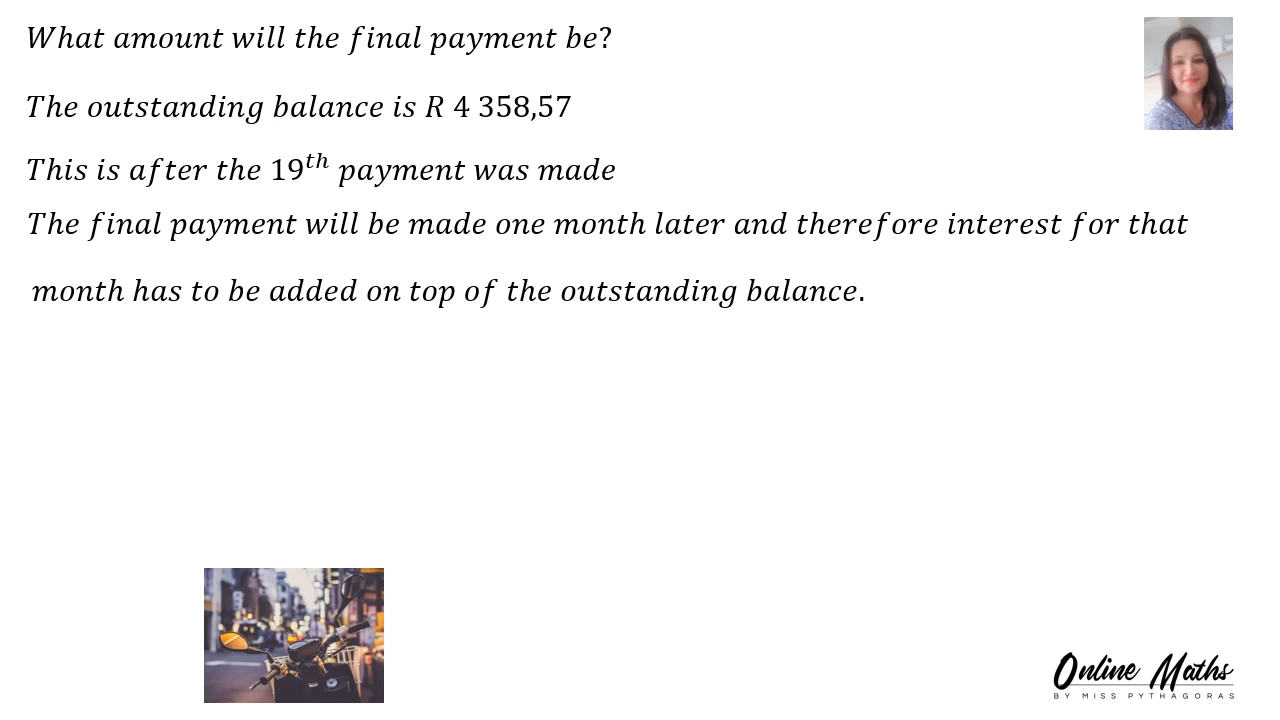 What amount will the final payment be?
The outstanding balance is R 4 358,57
This is after the 19th payment was made
The final payment will be made one month later and therefore interest for that
month has to be added on top of the outstanding balance.
Online Maths
BY MISS PYTHAGORAS